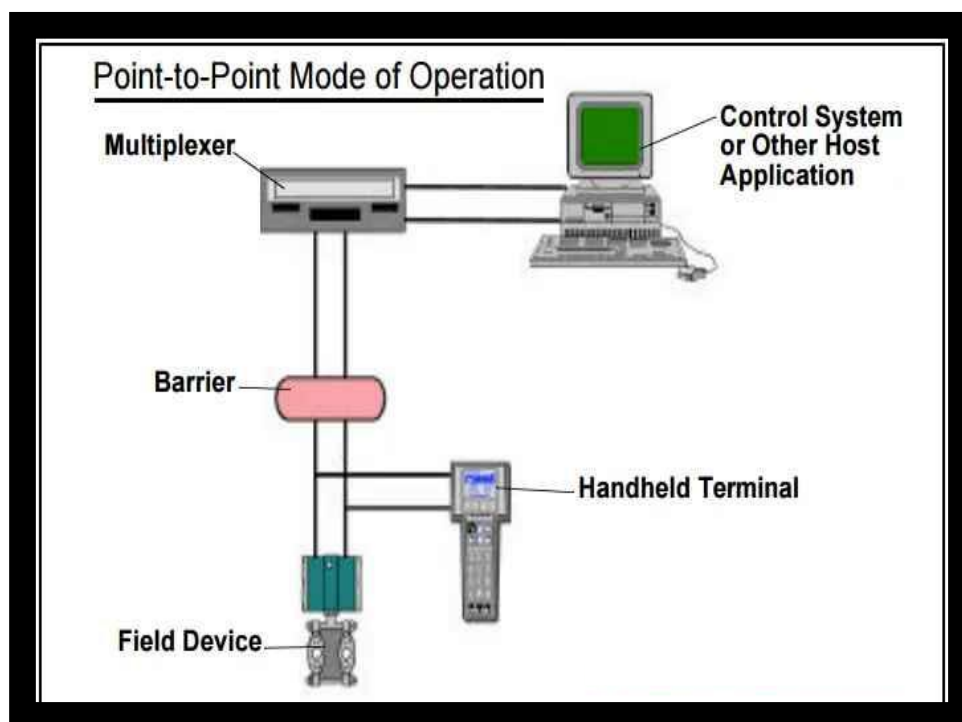 Point-to-Point Mode of Operation
Multiplexer
Control System
or Other Host
Application
Barrier
Handheld Terminal
Field Device